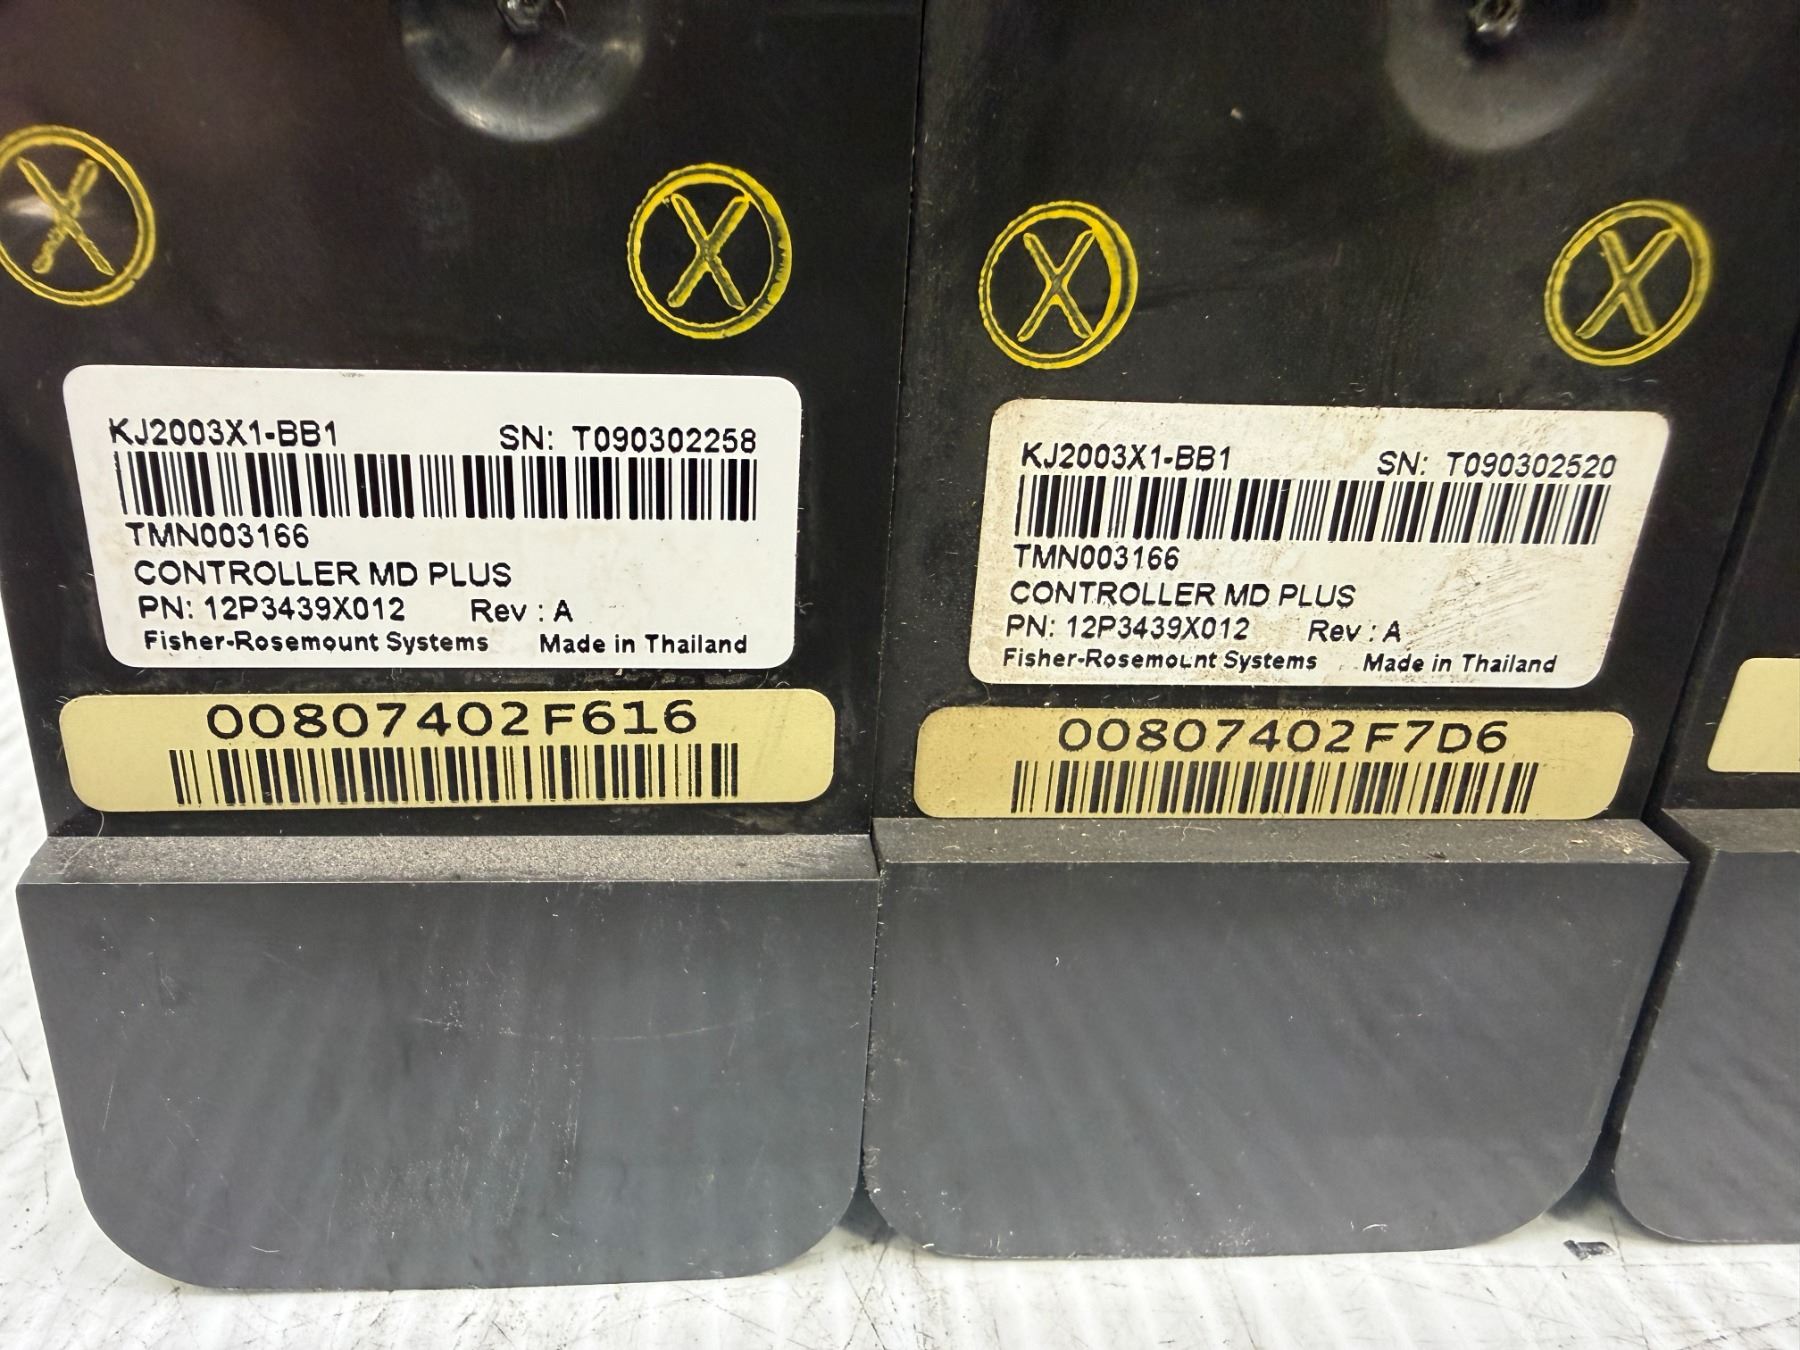 X
X
KJ2003X1-BB1 SN: T090302258
TMN003166
CONTROLLER MD PLUS
PN: 12P3439X012 Rev : A
Fisher-Rosemount Systems Made in Thailand
00807402F616
X
X
KJ2003X1-BB1 SN: T090302520
TMN003166
CONTROLLER MD PLUS
PN: 12P3439X012 Rev : A
Fisher-Rosemount Systems Made in Thailand
00807402F7D6